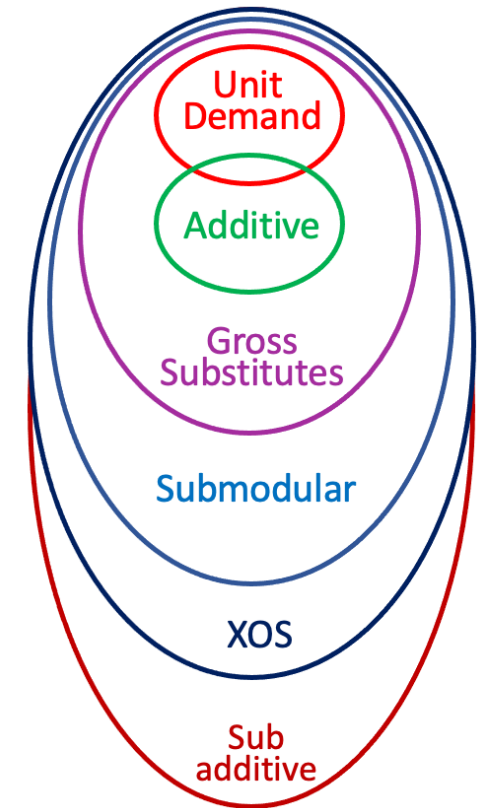 Unit
Demand
Additive
Gross
Substitutes
Submodular
XOS
Sub
additive